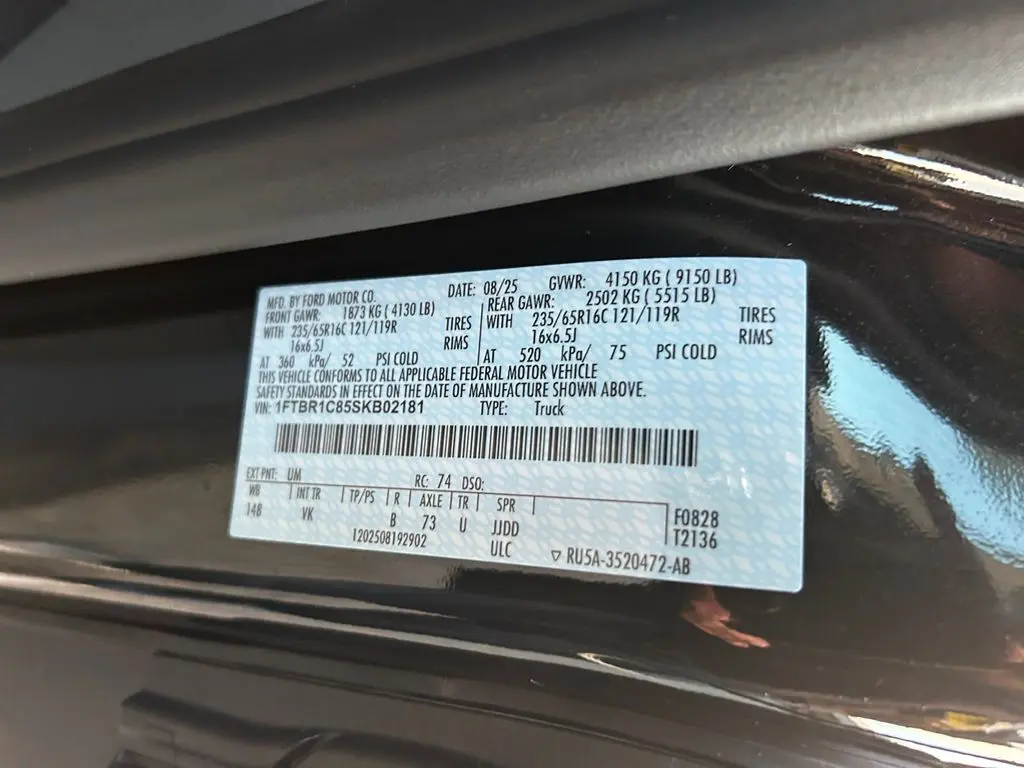 MFD. BY FORD MOTOR CO. DATE: 08/25 GVWR: 4150 KG ( 9150 LB)
FRONT GAWR: 1873 KG ( 4130 LB) REAR GAWR: 2502 KG ( 5515 LB)
WITH 235/65R16C 121/119R TIRES WITH 235/65R16C 121/119R TIRES
16x6.5J RIMS 16x6.5J RIMS
AT 360 kPa/ 52 PSI COLD AT 520 kPa/ 75 PSI COLD
THIS VEHICLE CONFORMS TO ALL APPLICABLE FEDERAL MOTOR VEHICLE
SAFETY STANDARDS IN EFFECT ON THE DATE OF MANUFACTURE SHOWN ABOVE.
VIN: 1FTBR1C85SKB02181 TYPE: Truck
EXT PNT: UM RC: 74 DSO:
WB INT TR TP/PS R AXLE TR SPR F0828
148 VK B 73 U JJDD T2136
1202508192902 ULC ▽ RU5A-3520472-AB